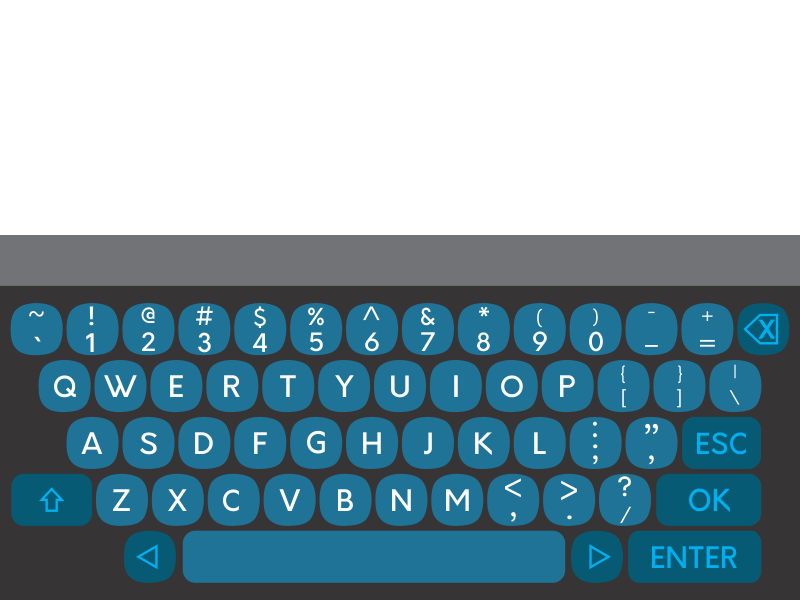 ~ ! @ # $ % ^ & * ( ) - +
` 1 2 3 4 5 6 7 8 9 0 _ =
Q W E R T Y U I O P { } |
[ ] \
A S D F G H J K L : ” ESC
; ,
Z X C V B N M < > ? OK
, . /
ENTER